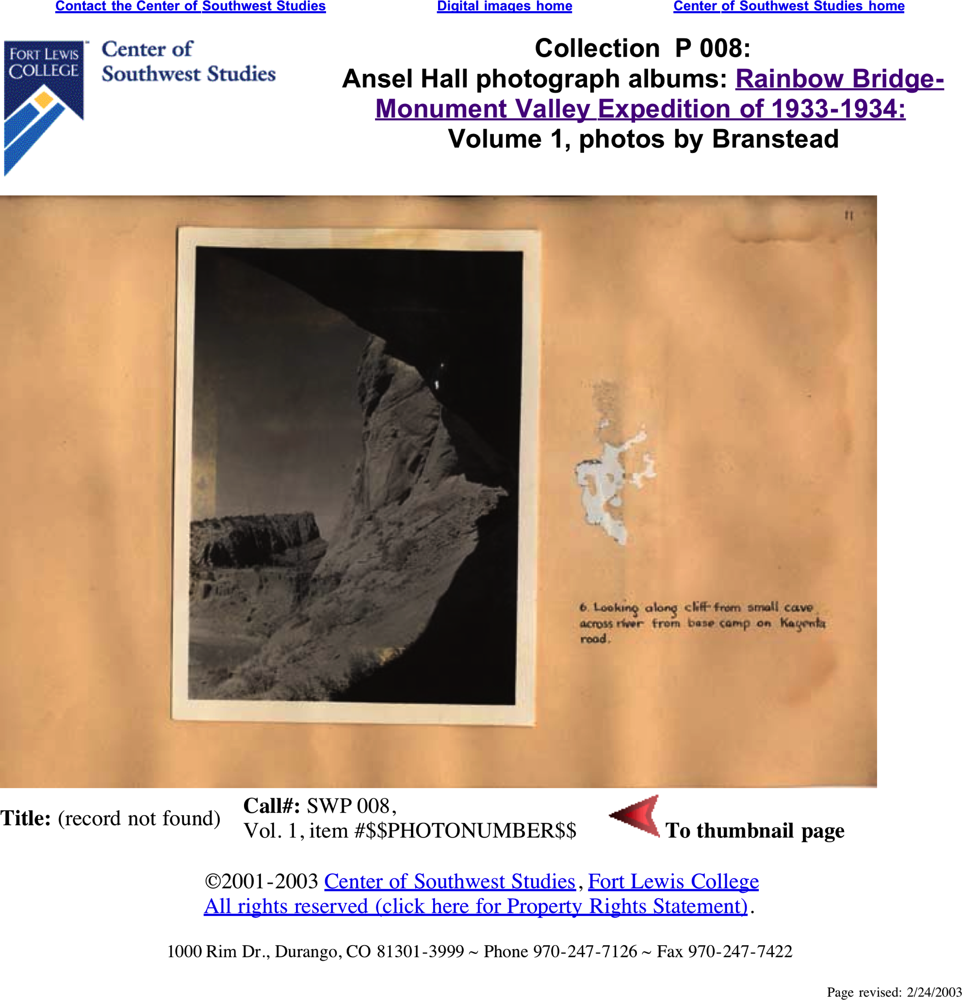 Contact the Center of Southwest Studies
Digital images home
Center of Southwest Studies home
FORT LEWIS
COLLEGE
Center of
Southwest Studies
Collection P 008:
Ansel Hall photograph albums: Rainbow Bridge-
Monument Valley Expedition of 1933-1934:
Volume 1, photos by Branstead
11
6. Looking along cliff from small cave
across river from base camp on Kayenta
road.
Title: (record not found)
Call#: SWP 008,
Vol. 1, item #$$PHOTONUMBER$$
To thumbnail page
©2001-2003 Center of Southwest Studies, Fort Lewis College
All rights reserved (click here for Property Rights Statement).
1000 Rim Dr., Durango, CO 81301-3999 ~ Phone 970-247-7126 ~ Fax 970-247-7422
Page revised: 2/24/2003